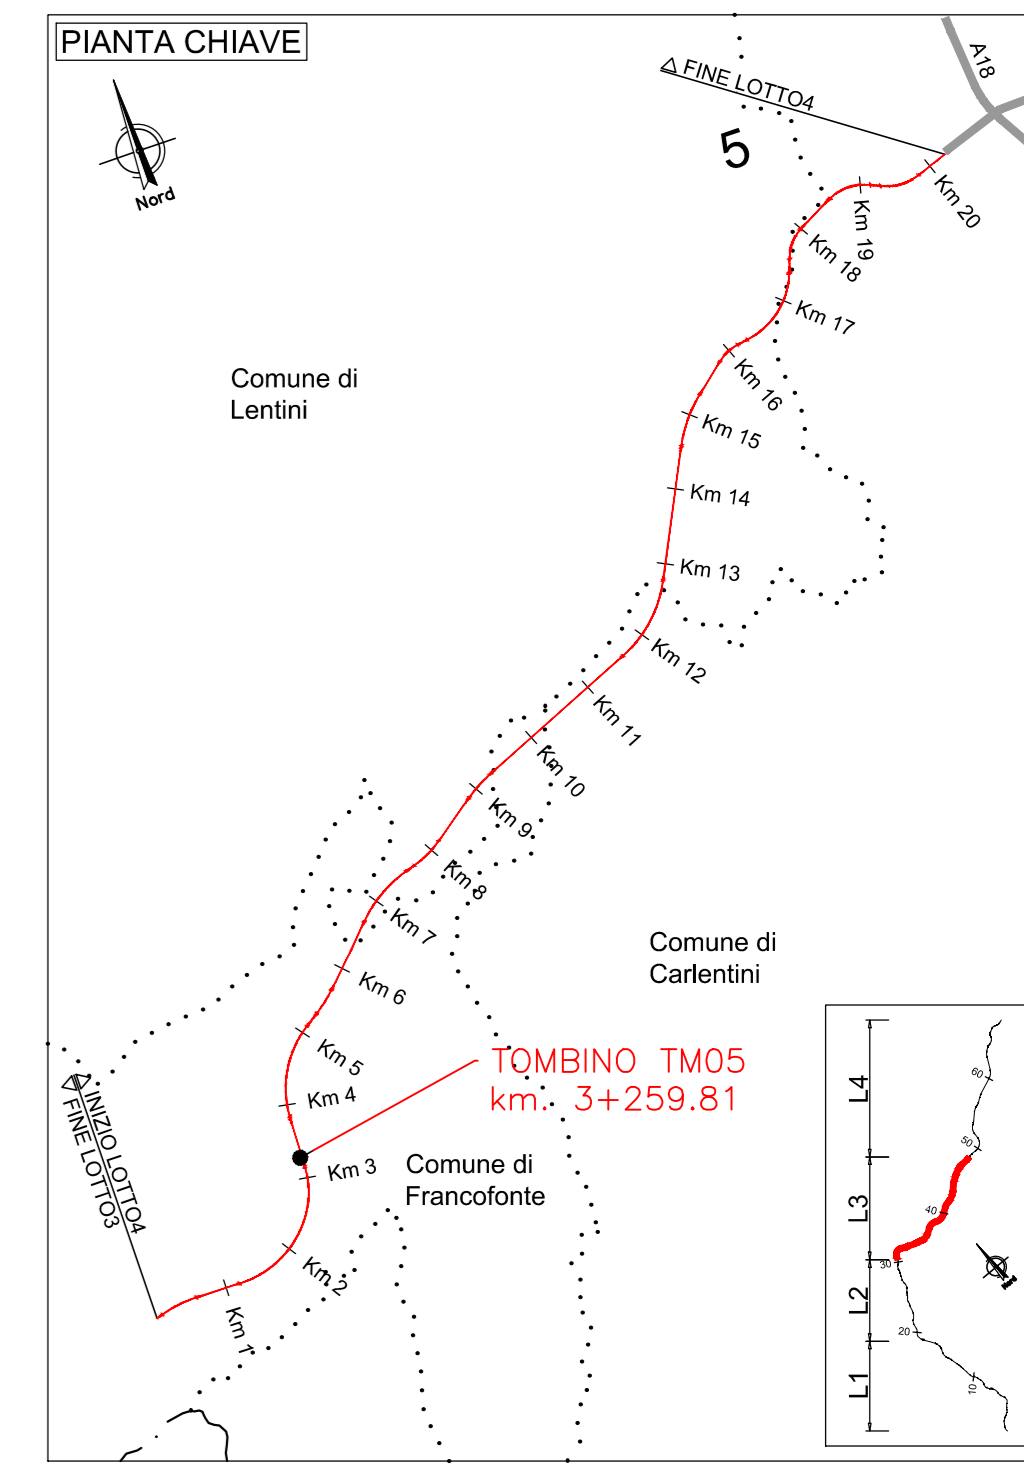 PIANTA CHIAVE
Nord
FINE LOTTO4
A18
5
Km 20
Km 19
Km 18
Km 17
Km 16
Km 15
Km 14
Km 13
Km 12
Km 11
Km 10
Km 9
Km 8
Km 7
Km 6
Km 5
Km 4
Km 3
Km 2
Km 1
Comune di
Lentini
Comune di
Carlentini
TOMBINO TM05
km. 3+259.81
Comune di
Francofonte
INIZIO LOTTO4
FINE LOTTO3
L4
L3
L2
L1
60
50
40
30
20
10
Nord